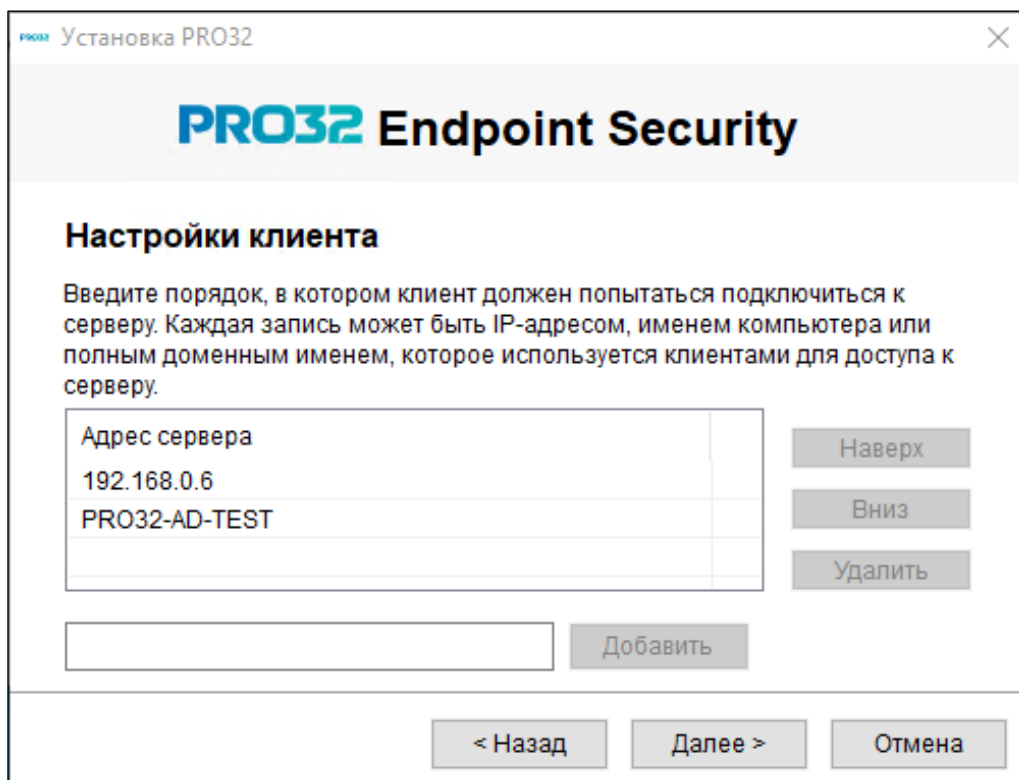 PRO32 Установка PRO32
PRO32 Endpoint Security
Настройки клиента
Введите порядок, в котором клиент должен попытаться подключиться к
серверу. Каждая запись может быть IP-адресом, именем компьютера или
полным доменным именем, которое используется клиентами для доступа к
серверу.
Адрес сервера
192.168.0.6
PRO32-AD-TEST
Наверх
Вниз
Удалить
Добавить
< Назад
Далее >
Отмена